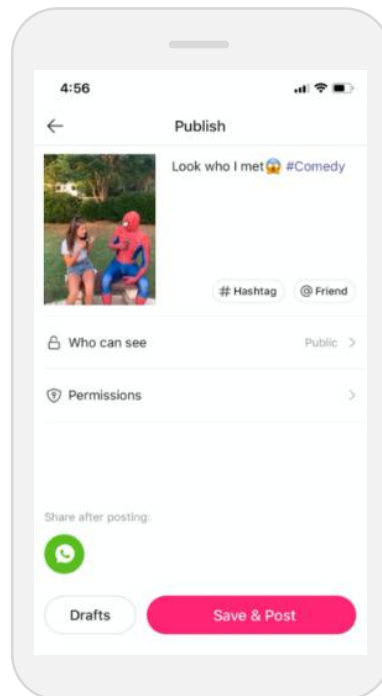 4:56
Publish
Look who I met😱 #Comedy
# Hashtag @ Friend
Who can see Public >
Permissions >
Share after posting:
Drafts Save & Post